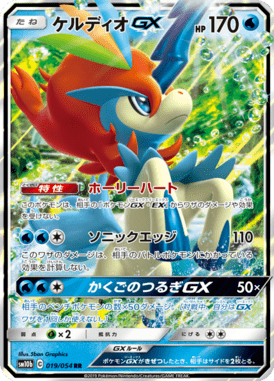 たね ケルディオGX HP 170
特性 ホーリーハート
このポケモンは、相手の「ポケモンGX・EX」からワザのダメージや効果を受けない。
ソニックエッジ 110
このワザのダメージは、相手のバトルポケモンにかかっている効果を計算しない。
かくごのつるぎGX 50×
弱点 ×2 抵抗力 にげる
Illus. 5ban Graphics
GXルール
ポケモンGXがきぜつしたとき、相手はサイドを2枚とる。
sm10b 019/054 RR
©2019 Pokémon/Nintendo/Creatures/GAME FREAK.